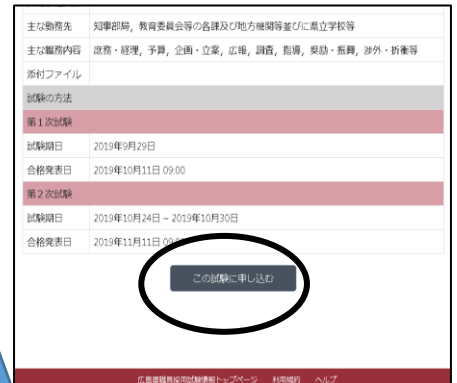 主な勤務先 知事部局，教育委員会等の各課及び地方機関等並びに県立学校等
主な職務内容 庶務・経理，予算，企画・立案，広報，調査，指導，奨励・振興，渉外・折衝等
添付ファイル
試験の方法
第１次試験
試験期日 2019年9月29日
合格発表日 2019年10月11日 09:00
第２次試験
試験期日 2019年10月24日 ~ 2019年10月30日
合格発表日 2019年11月11日
この試験に申し込む
広島県職員採用試験情報トップページ 利用規約 ヘルプ